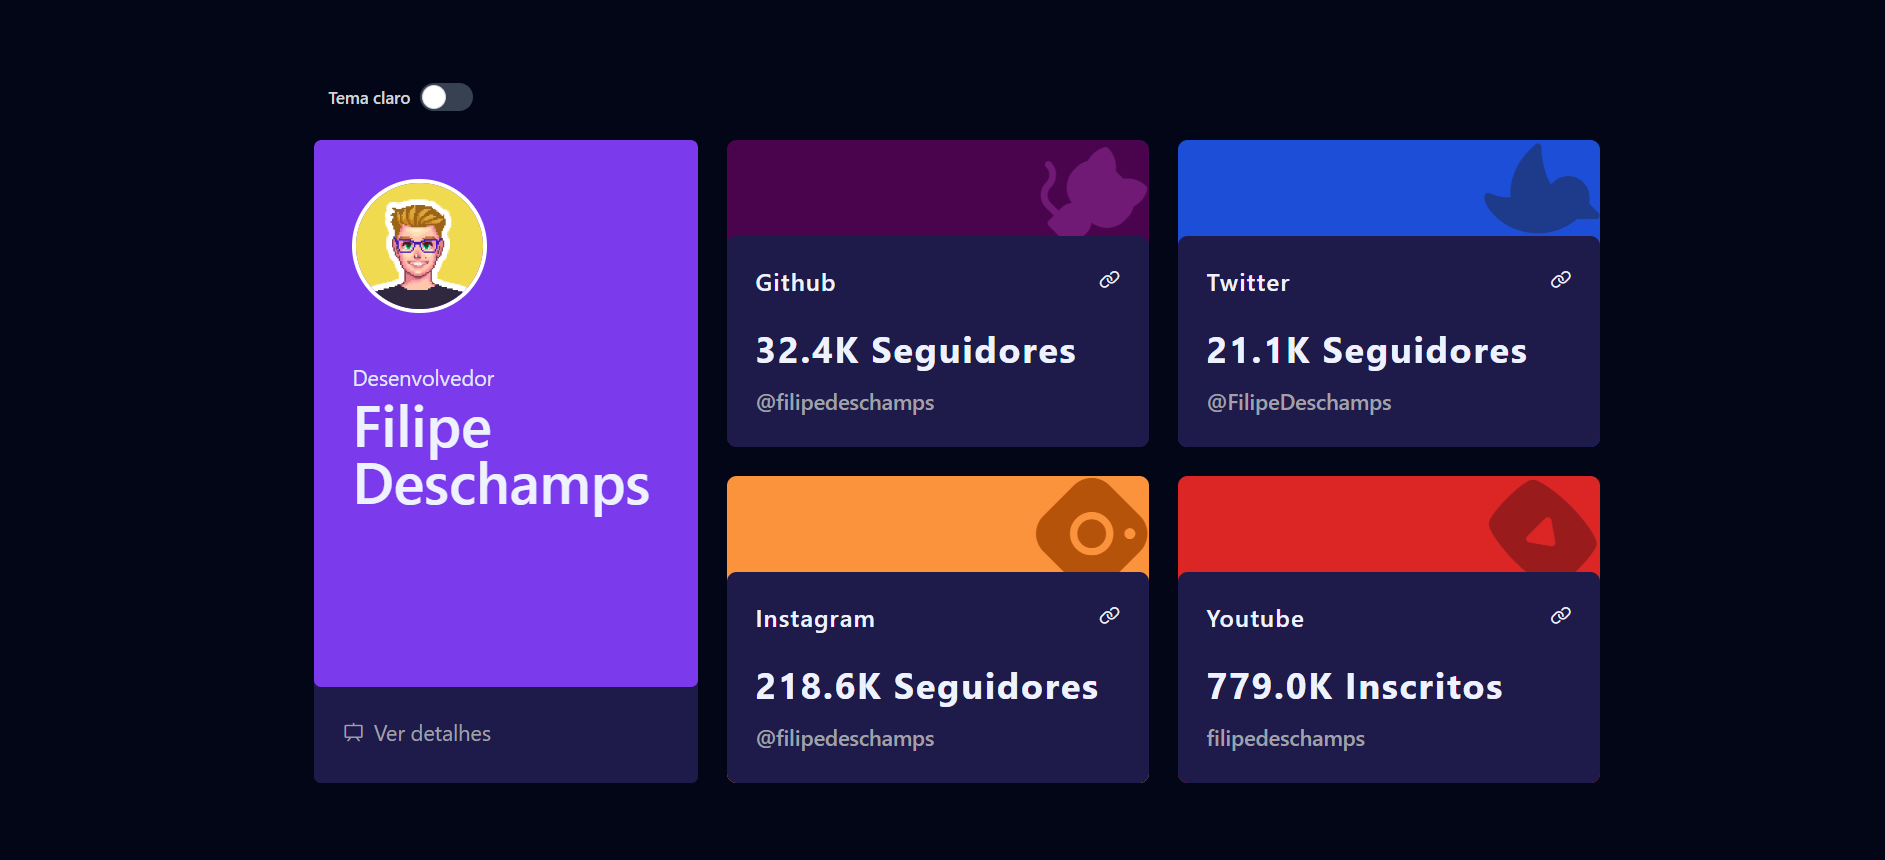 Tema claro
Desenvolvedor
Filipe
Deschamps
Ver detalhes
Github
32.4K Seguidores
@filipedeschamps
Twitter
21.1K Seguidores
@FilipeDeschamps
Instagram
218.6K Seguidores
@filipedeschamps
Youtube
779.0K Inscritos
filipedeschamps